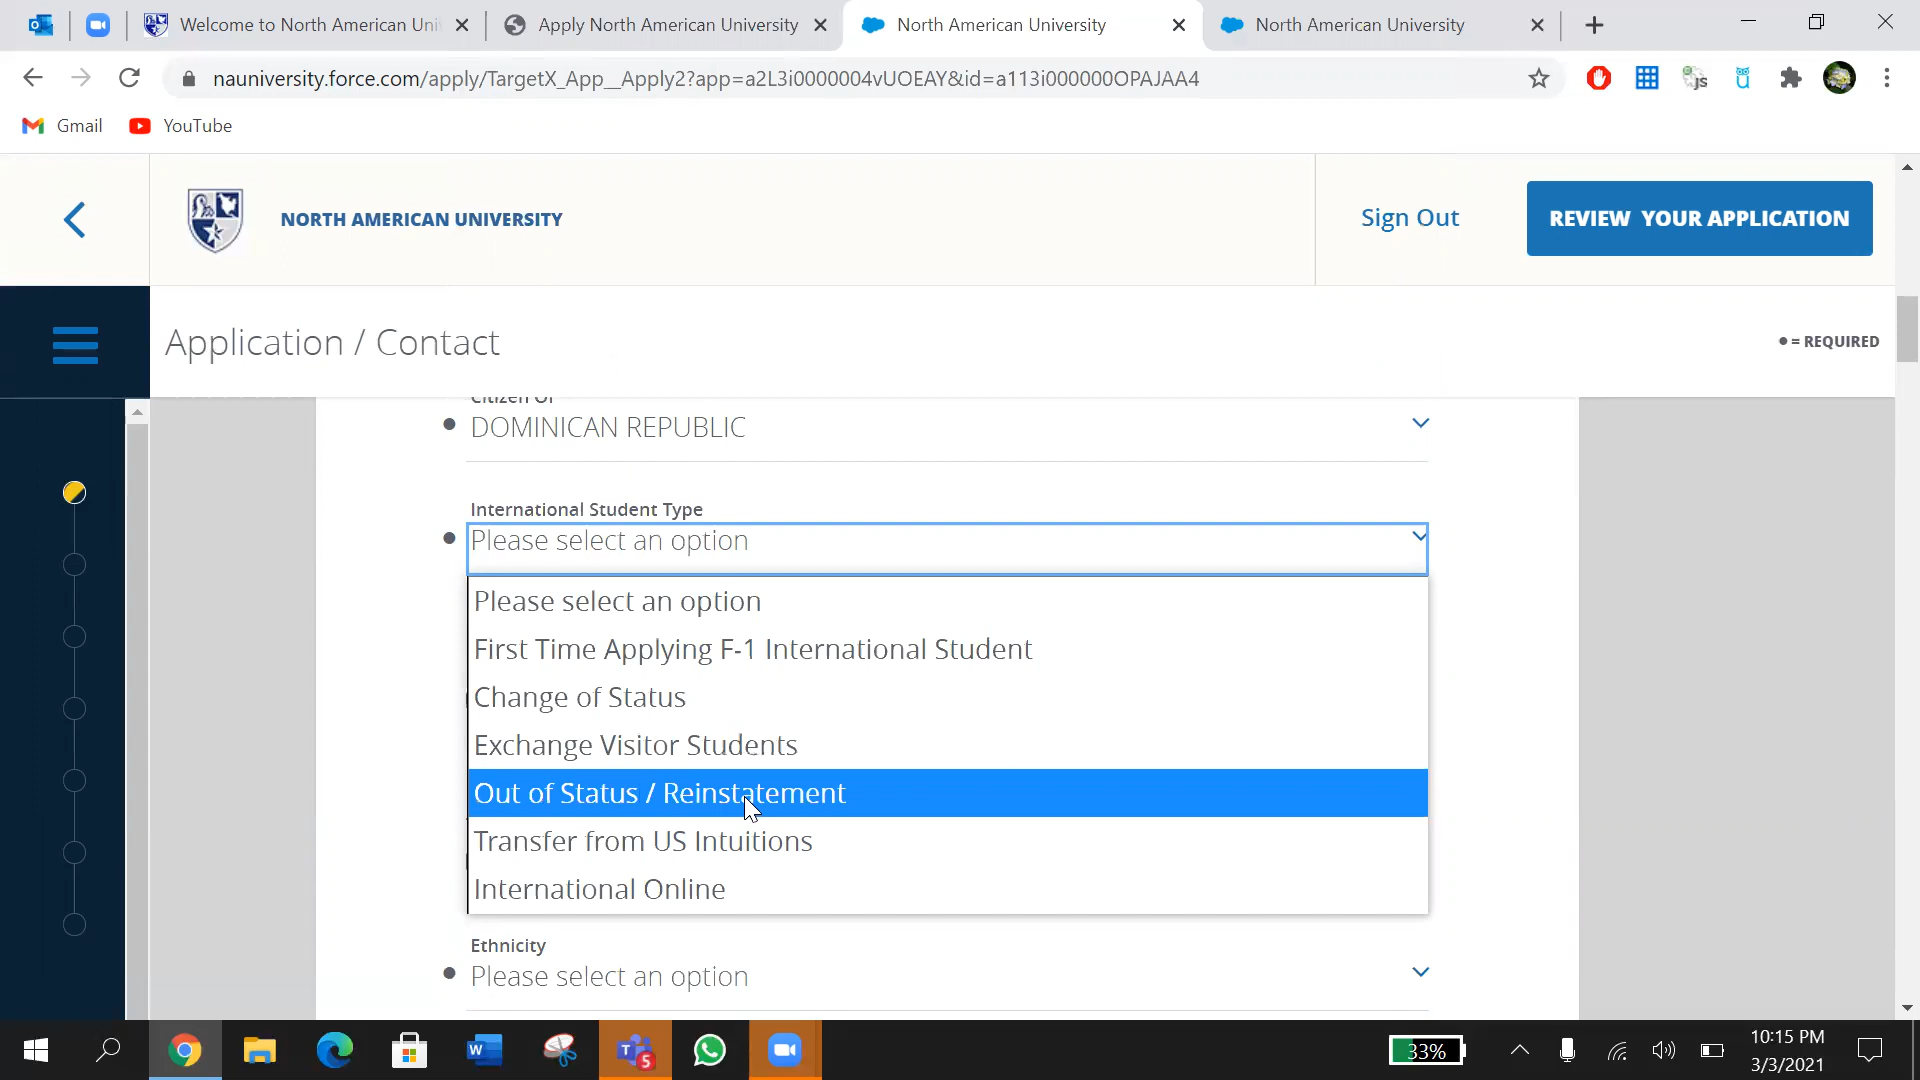 Welcome to North American Uni
Apply North American University
North American University
North American University
nauniversity.force.com/apply/TargetX_App__Apply2?app=a2L3i0000004vUOEAY&id=a113i000000OPAJAA4
JS
Gmail
YouTube
NORTH AMERICAN UNIVERSITY
Sign Out
REVIEW YOUR APPLICATION
Application / Contact
= REQUIRED
Citizen Of
DOMINICAN REPUBLIC
International Student Type
Please select an option
Please select an option
First Time Applying F-1 International Student
Change of Status
Exchange Visitor Students
Out of Status / Reinstatement
Transfer from US Intuitions
International Online
Ethnicity
Please select an option
5
33%
10:15 PM
3/3/2021